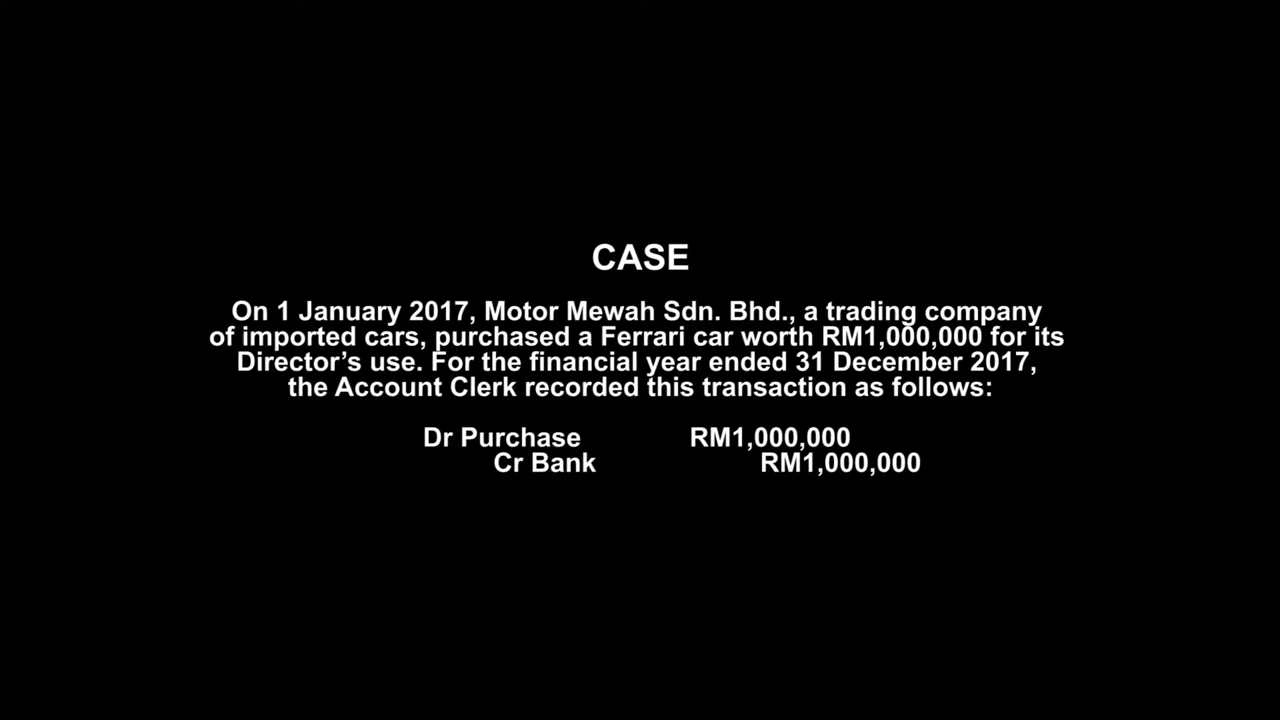 CASE
On 1 January 2017, Motor Mewah Sdn. Bhd., a trading company
of imported cars, purchased a Ferrari car worth RM1,000,000 for its
Director's use. For the financial year ended 31 December 2017,
the Account Clerk recorded this transaction as follows:
Dr Purchase RM1,000,000
Cr Bank RM1,000,000